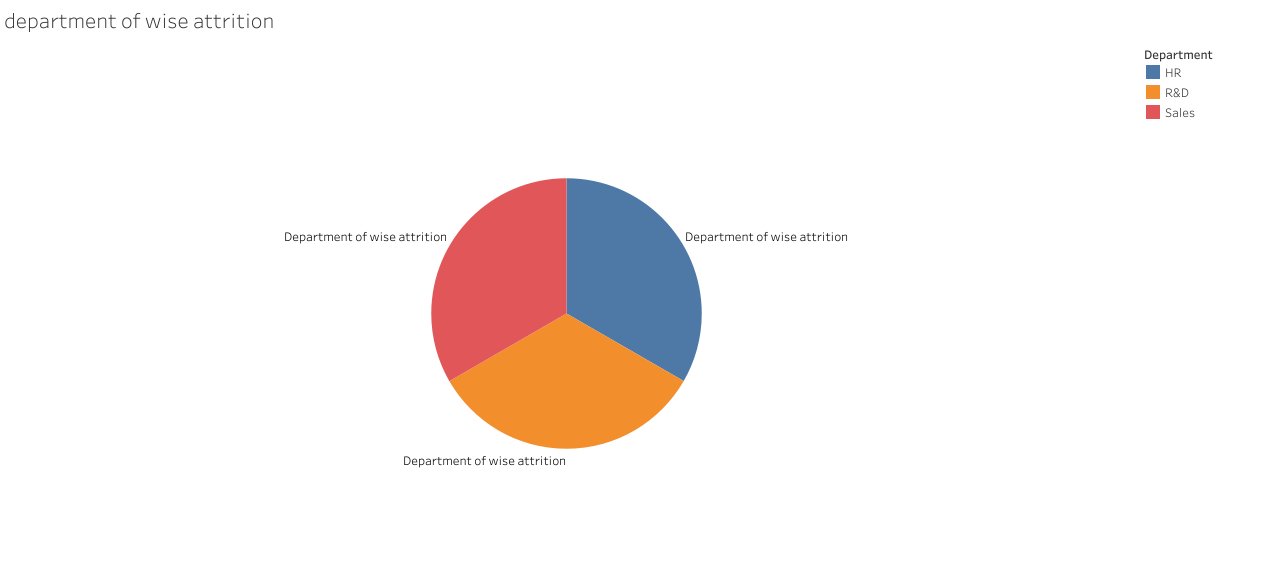 department of wise attrition
Department
HR
R&D
Sales
Department of wise attrition
Department of wise attrition
Department of wise attrition